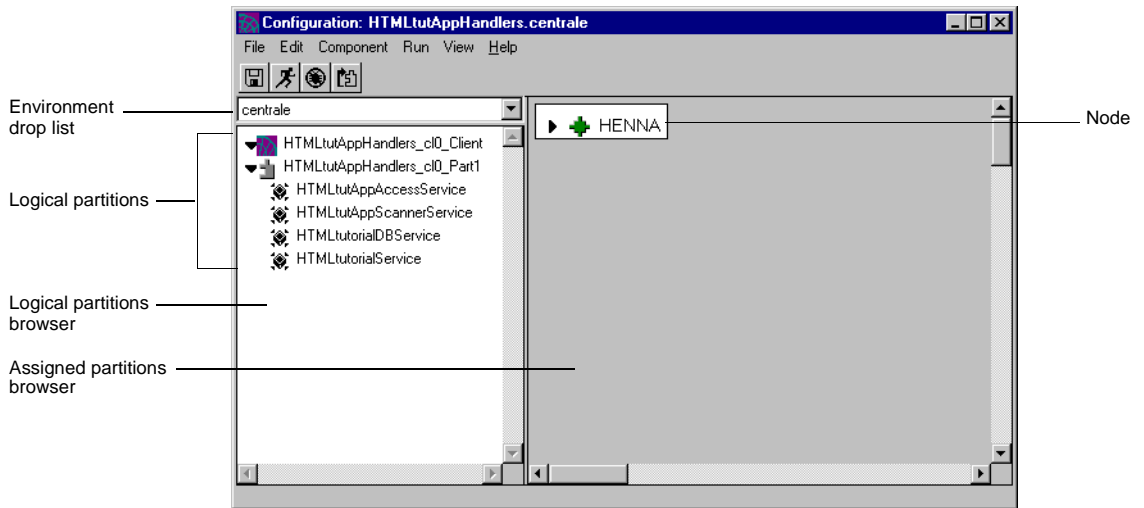 Configuration: HTMLtutAppHandlers.centrale
File Edit Component Run View Help
Environment
drop list
centrale
HENNA
Node
HTMLtutAppHandlers_cl0_Client
HTMLtutAppHandlers_cl0_Part1
Logical partitions
HTMLtutAppAccessService
HTMLtutAppScannerService
HTMLtutorialDBService
HTMLtutorialService
Logical partitions
browser
Assigned partitions
browser